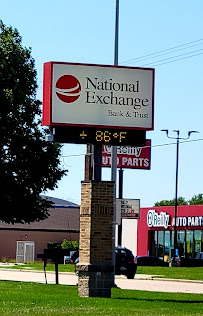 National
Exchange
Bank & Trust
86°F
O'Reilly
AUTO PARTS
O'Reilly AUTO PARTS